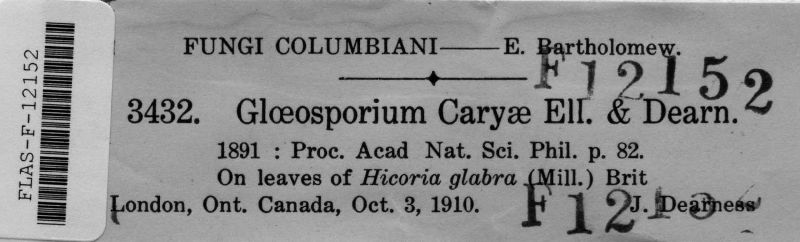 FLAS-F-12152
FUNGI COLUMBIANI—— E. Bartholomew.
F12152
3432. Glœosporium Caryæ Ell. & Dearn.
1891 : Proc. Acad Nat. Sci. Phil. p. 82.
On leaves of Hicoria glabra (Mill.) Brit
London, Ont. Canada, Oct. 3, 1910. J. Dearness